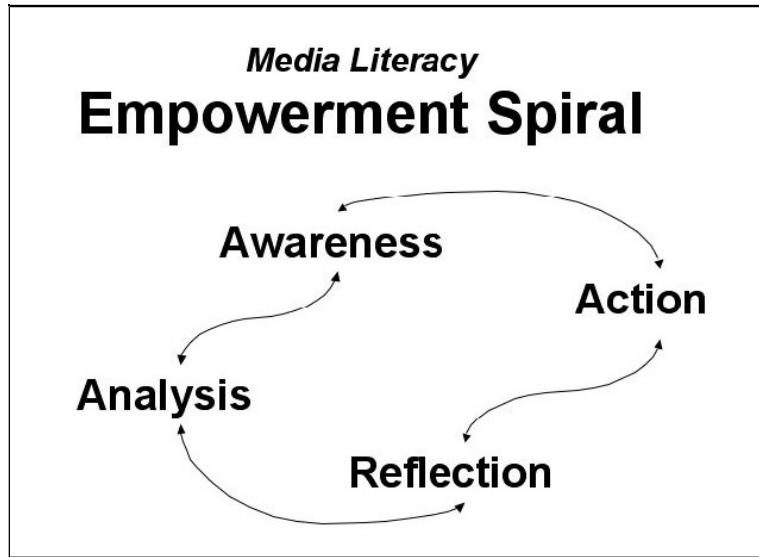 Media Literacy
Empowerment Spiral
Awareness
Action
Analysis
Reflection